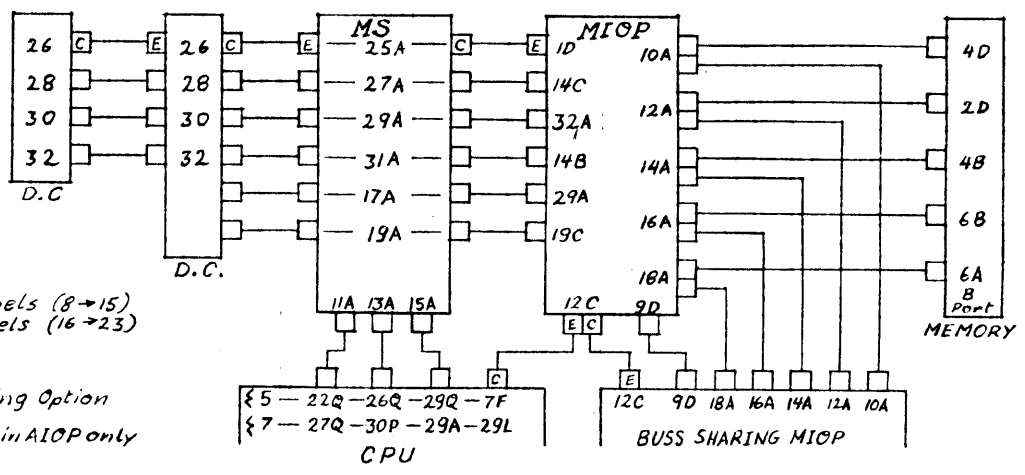 MS
MIOP
26 C E 26 C E 25A C E 1D 10A 4D
28 28 27A 14C
30 30 29A 32A 12A 2D
32 32 31A 14B 14A 4B
17A 29A
19A 19C 16A 6B
D.C
D.C.
18A 6A
B
Port
MEMORY
11A 13A 15A
12C 9D
E C
els (8→15)
els (16→23)
ng Option
in AIOP only
C
{5 — 22Q — 26Q — 29Q — 7F
{7 — 27Q — 30P — 29A — 29L
CPU
E
12C 9D 18A 16A 14A 12A 10A
BUSS SHARING MIOP